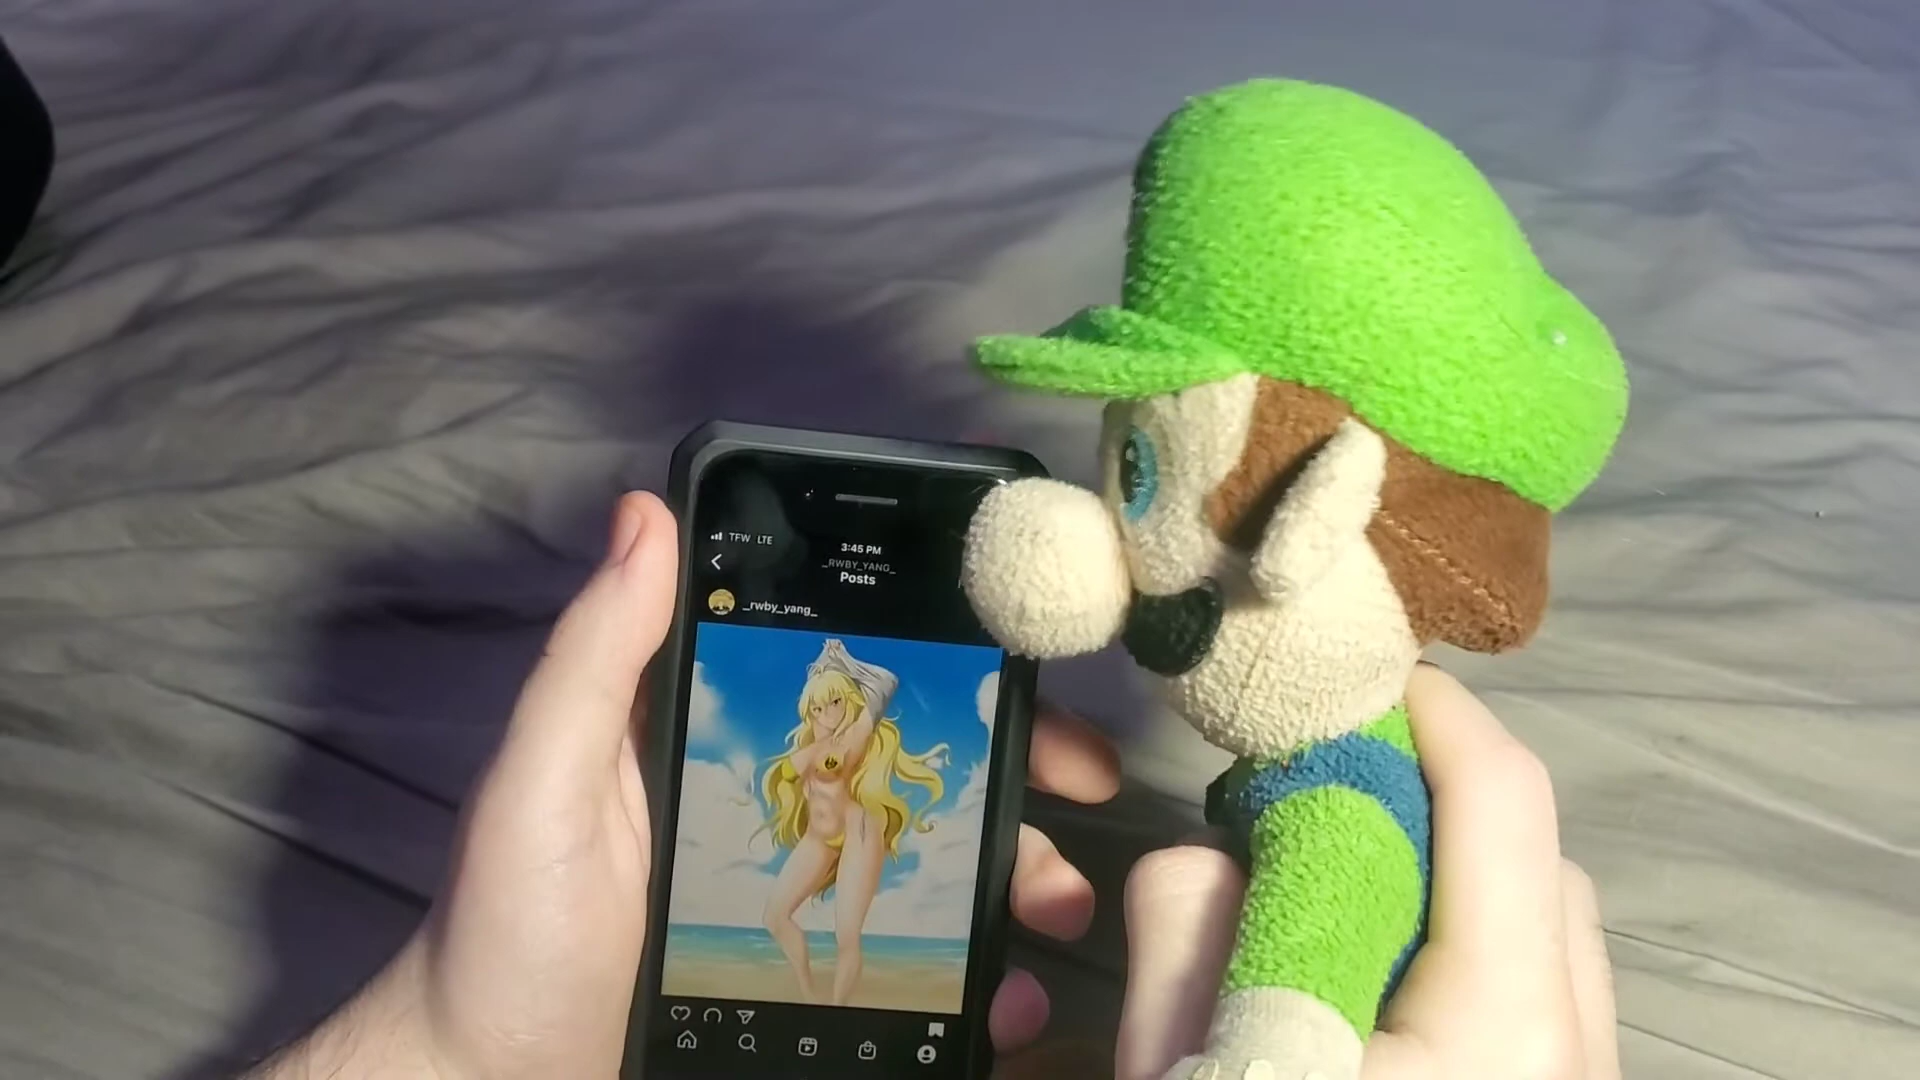 TFW LTE
3:45 PM
_RWBY_YANG_
Posts
_rwby_yang_